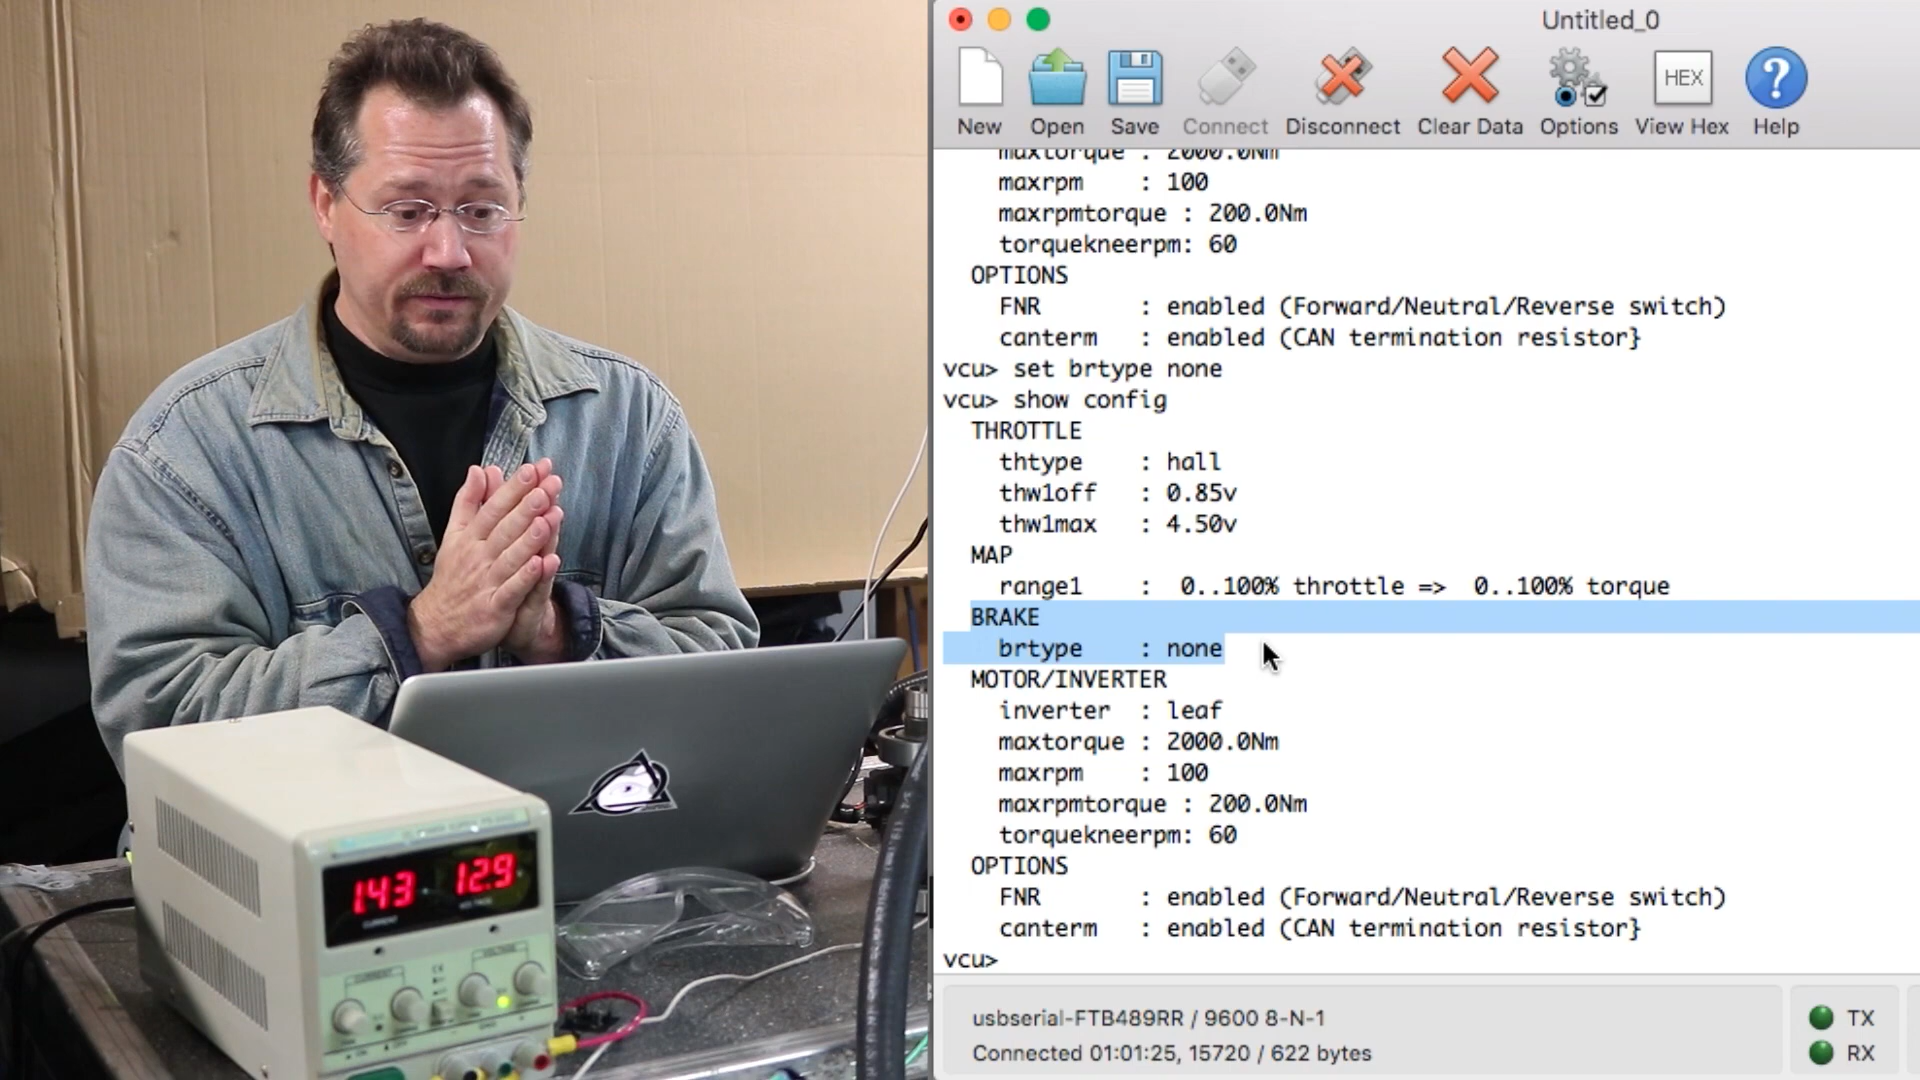 Untitled_0
New Open Save Connect Disconnect Clear Data Options HEX View Hex Help
maxtorque : 2000.0Nm
maxrpm : 100
maxrpmtorque : 200.0Nm
torquekneerpm: 60
OPTIONS
FNR : enabled (Forward/Neutral/Reverse switch)
canterm : enabled (CAN termination resistor}
vcu> set brtype none
vcu> show config
THROTTLE
thtype : hall
thw1off : 0.85v
thw1max : 4.50v
MAP
range1 : 0..100% throttle => 0..100% torque
BRAKE
brtype : none
MOTOR/INVERTER
inverter : leaf
maxtorque : 2000.0Nm
maxrpm : 100
maxrpmtorque : 200.0Nm
torquekneerpm: 60
OPTIONS
FNR : enabled (Forward/Neutral/Reverse switch)
canterm : enabled (CAN termination resistor}
vcu>
usbserial-FTB489RR / 9600 8-N-1
Connected 01:01:25, 15720 / 622 bytes
TX
RX
143 12.9
CURRENT